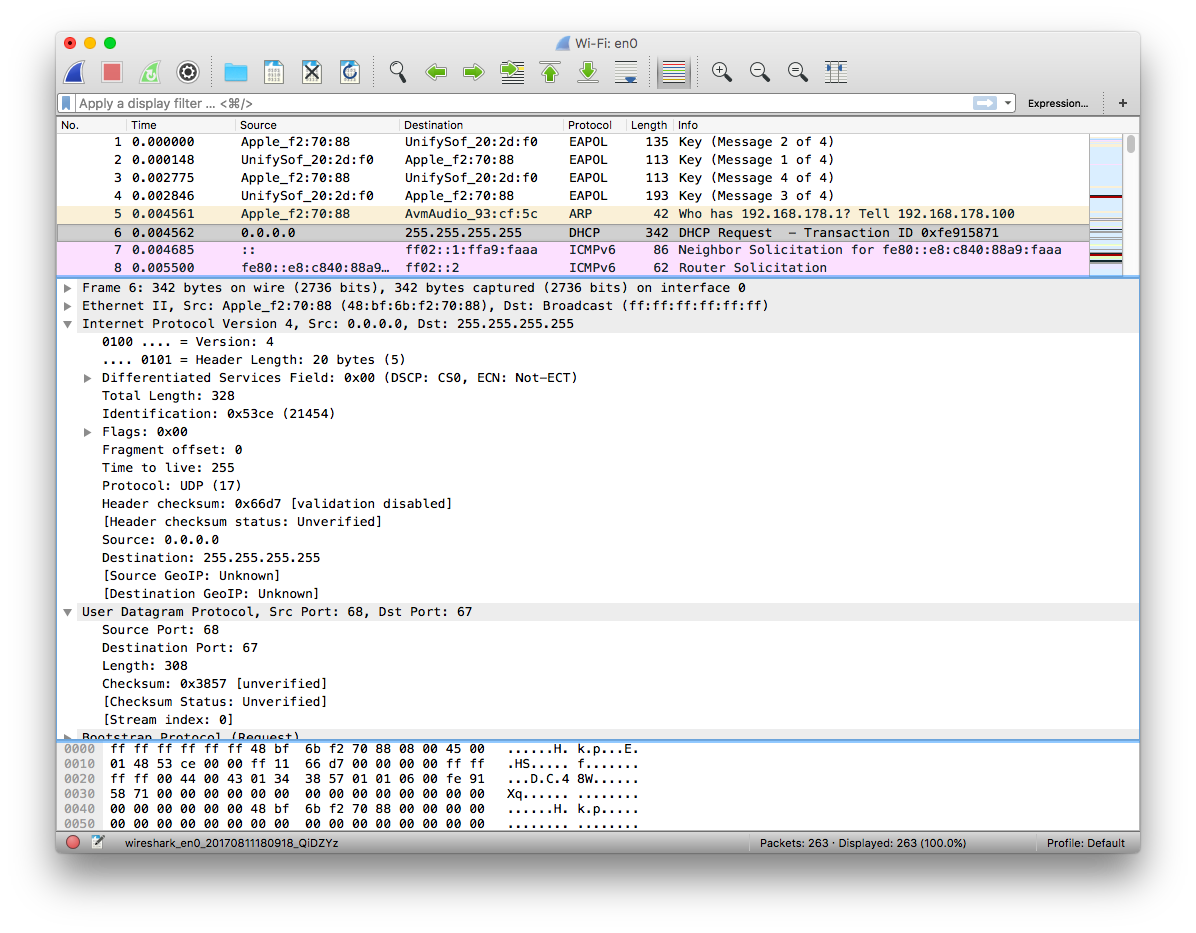 Wi-Fi: en0
Apply a display filter ... <⌘/> Expression... +
No. Time Source Destination Protocol Length Info
1 0.000000 Apple_f2:70:88 UnifySof_20:2d:f0 EAPOL 135 Key (Message 2 of 4)
2 0.000148 UnifySof_20:2d:f0 Apple_f2:70:88 EAPOL 113 Key (Message 1 of 4)
3 0.002775 Apple_f2:70:88 UnifySof_20:2d:f0 EAPOL 113 Key (Message 4 of 4)
4 0.002846 UnifySof_20:2d:f0 Apple_f2:70:88 EAPOL 193 Key (Message 3 of 4)
5 0.004561 Apple_f2:70:88 AvmAudio_93:cf:5c ARP 42 Who has 192.168.178.1? Tell 192.168.178.100
6 0.004562 0.0.0.0 255.255.255.255 DHCP 342 DHCP Request – Transaction ID 0xfe915871
7 0.004685 :: ff02::1:ffa9:faaa ICMPv6 86 Neighbor Solicitation for fe80::e8:c840:88a9:faaa
8 0.005500 fe80::e8:c840:88a9… ff02::2 ICMPv6 62 Router Solicitation
Frame 6: 342 bytes on wire (2736 bits), 342 bytes captured (2736 bits) on interface 0
Ethernet II, Src: Apple_f2:70:88 (48:bf:6b:f2:70:88), Dst: Broadcast (ff:ff:ff:ff:ff:ff)
Internet Protocol Version 4, Src: 0.0.0.0, Dst: 255.255.255.255
0100 .... = Version: 4
.... 0101 = Header Length: 20 bytes (5)
Differentiated Services Field: 0x00 (DSCP: CS0, ECN: Not-ECT)
Total Length: 328
Identification: 0x53ce (21454)
Flags: 0x00
Fragment offset: 0
Time to live: 255
Protocol: UDP (17)
Header checksum: 0x66d7 [validation disabled]
[Header checksum status: Unverified]
Source: 0.0.0.0
Destination: 255.255.255.255
[Source GeoIP: Unknown]
[Destination GeoIP: Unknown]
User Datagram Protocol, Src Port: 68, Dst Port: 67
Source Port: 68
Destination Port: 67
Length: 308
Checksum: 0x3857 [unverified]
[Checksum Status: Unverified]
[Stream index: 0]
Bootstrap Protocol (Request)
0000 ff ff ff ff ff ff 48 bf 6b f2 70 88 08 00 45 00 ......H. k.p...E.
0010 01 48 53 ce 00 00 ff 11 66 d7 00 00 00 00 ff ff .HS..... f.......
0020 ff ff 00 44 00 43 01 34 38 57 01 01 06 00 fe 91 ...D.C.4 8W......
0030 58 71 00 00 00 00 00 00 00 00 00 00 00 00 00 00 Xq...... ........
0040 00 00 00 00 00 00 48 bf 6b f2 70 88 00 00 00 00 ......H. k.p.....
0050 00 00 00 00 00 00 00 00 00 00 00 00 00 00 00 00 ........ ........
wireshark_en0_20170811180918_QiDZYz Packets: 263 · Displayed: 263 (100.0%) Profile: Default